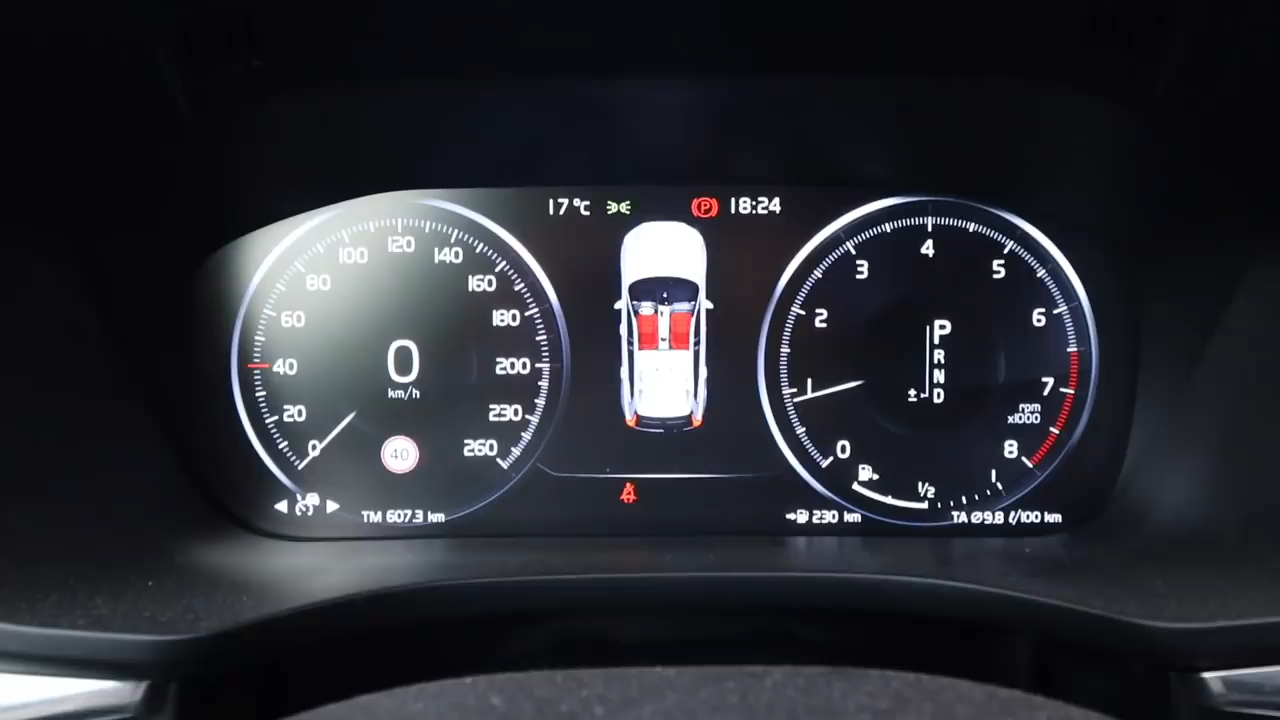 17 °C
P 18:24
0
20
40
60
80
100
120
140
160
180
200
230
260
0
km/h
40
TM 607.3 km
0
1
2
3
4
5
6
7
8
P
R
N
D
±
rpm
x1000
1/2
1
230 km
TA Ø9.8 ℓ/100 km